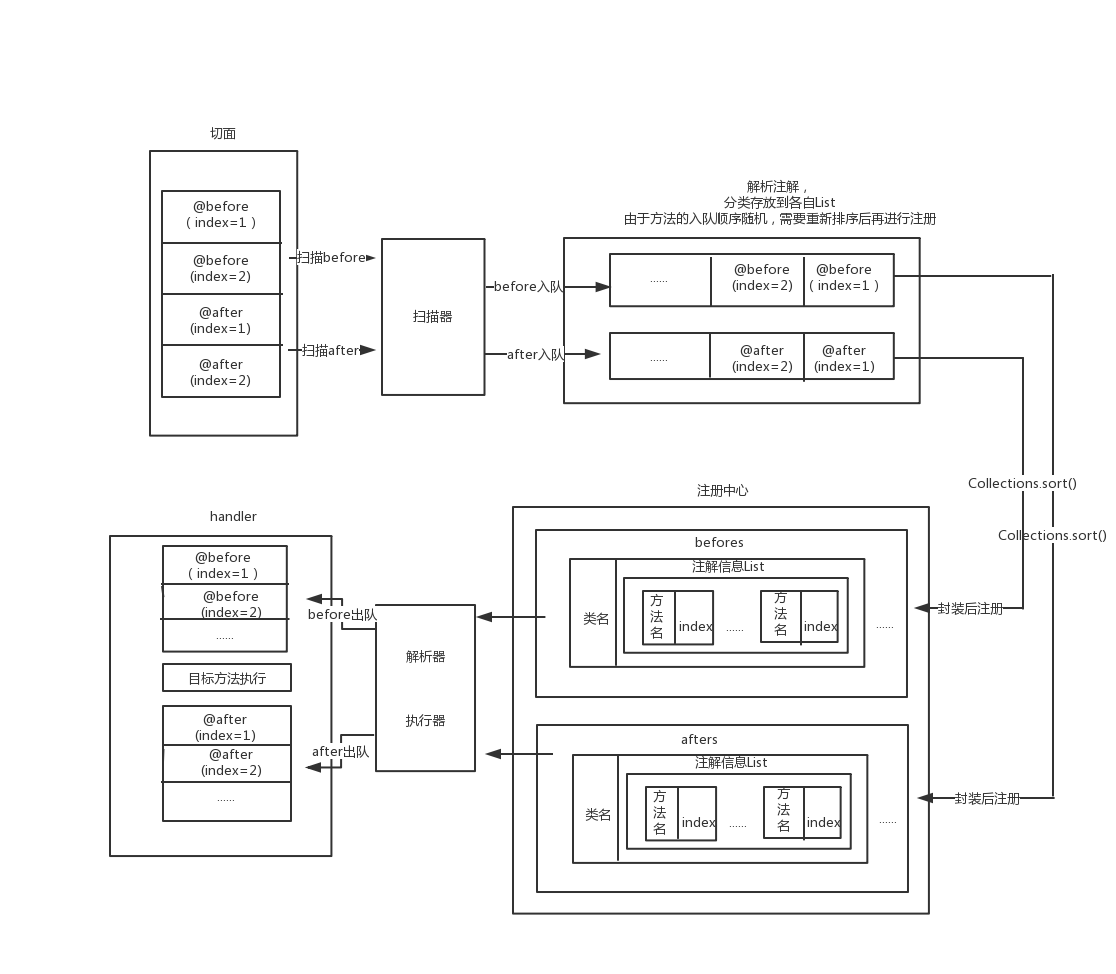 切面
@before
( index=1 )
@before
(index=2)
@after
(index=1)
@after
(index=2)
扫描before
扫描after
扫描器
before入队
after入队
解析注解，
分类存放到各自List
由于方法的入队顺序随机，需要重新排序后再进行注册
......
@before
(index=2)
@before
( index=1 )
......
@after
(index=2)
@after
(index=1)
Collections.sort()
Collections.sort()
封装后注册
封装后注册
注册中心
befores
注解信息List
类名
方
法
名
index
......
方
法
名
index
......
afters
注解信息List
类名
方
法
名
index
......
方
法
名
index
......
解析器
执行器
before出队
after出队
handler
@before
( index=1 )
@before
(index=2)
......
目标方法执行
@after
(index=1)
@after
(index=2)
......